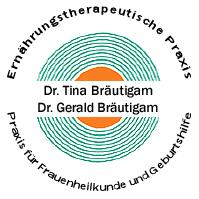 Ernährungstherapeutische Praxis
Dr. Tina Bräutigam
Dr. Gerald Bräutigam
Praxis für Frauenheilkunde und Geburtshilfe